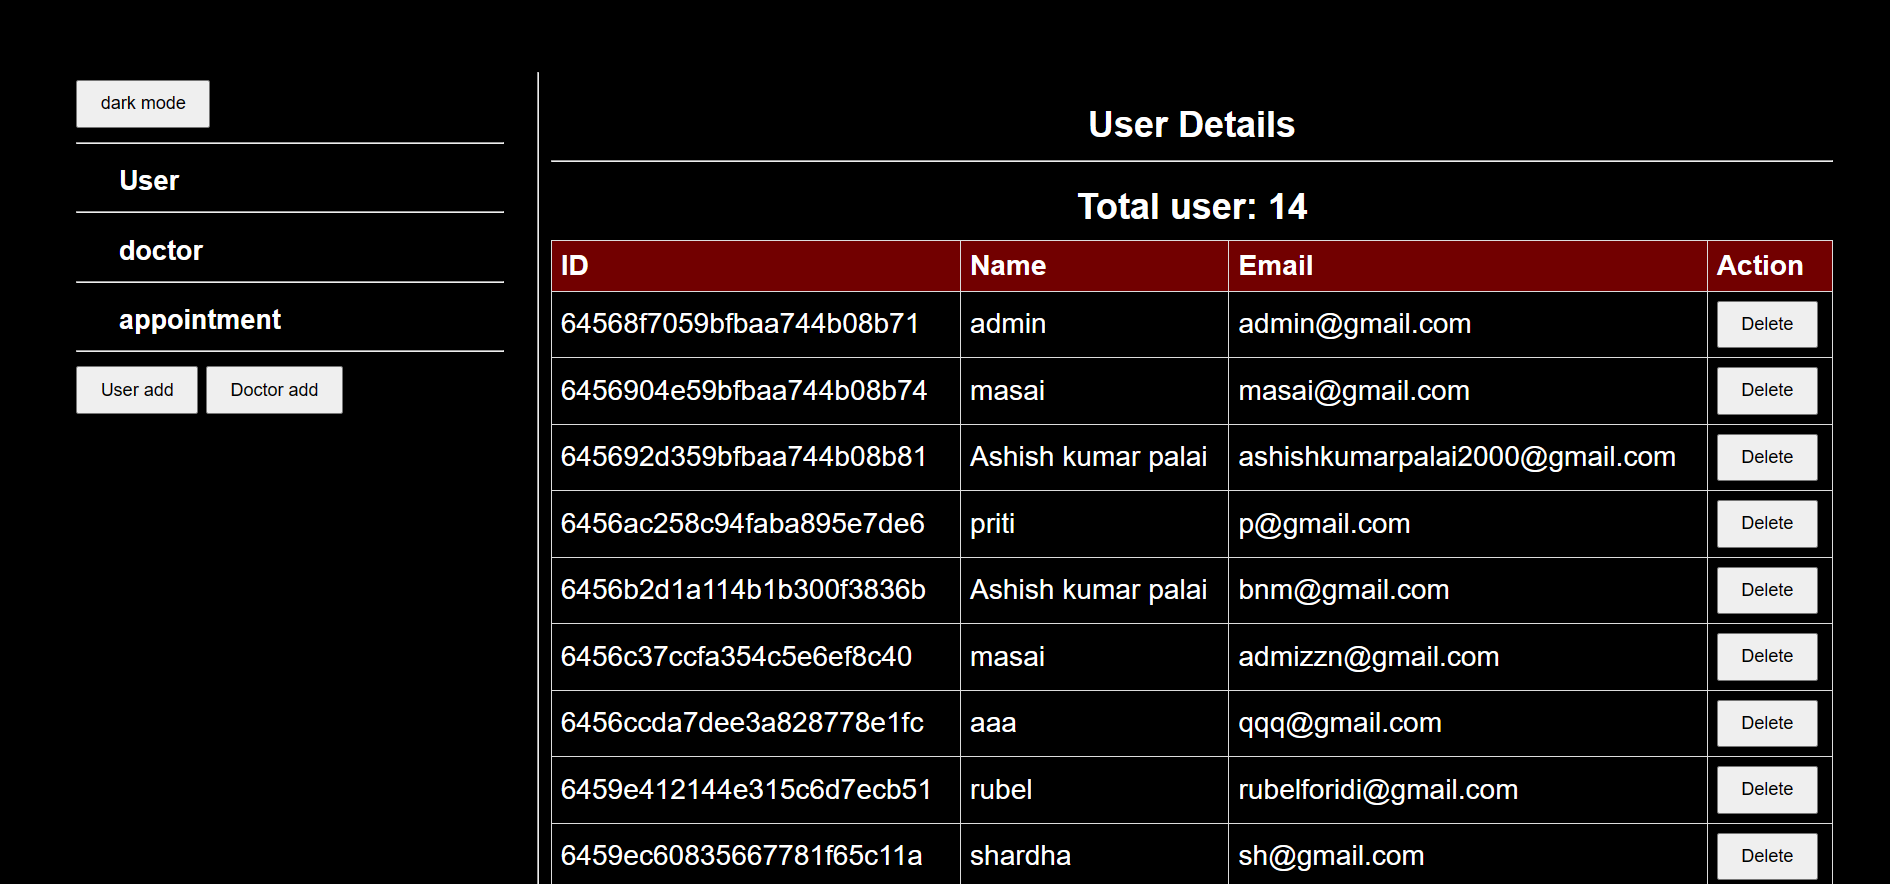 dark mode
User
doctor
appointment
User add Doctor add
User Details
Total user: 14
ID Name Email Action
64568f7059bfbaa744b08b71 admin admin@gmail.com Delete
6456904e59bfbaa744b08b74 masai masai@gmail.com Delete
645692d359bfbaa744b08b81 Ashish kumar palai ashishkumarpalai2000@gmail.com Delete
6456ac258c94faba895e7de6 priti p@gmail.com Delete
6456b2d1a114b1b300f3836b Ashish kumar palai bnm@gmail.com Delete
6456c37ccfa354c5e6ef8c40 masai admizzn@gmail.com Delete
6456ccda7dee3a828778e1fc aaa qqq@gmail.com Delete
6459e412144e315c6d7ecb51 rubel rubelforidi@gmail.com Delete
6459ec60835667781f65c11a shardha sh@gmail.com Delete